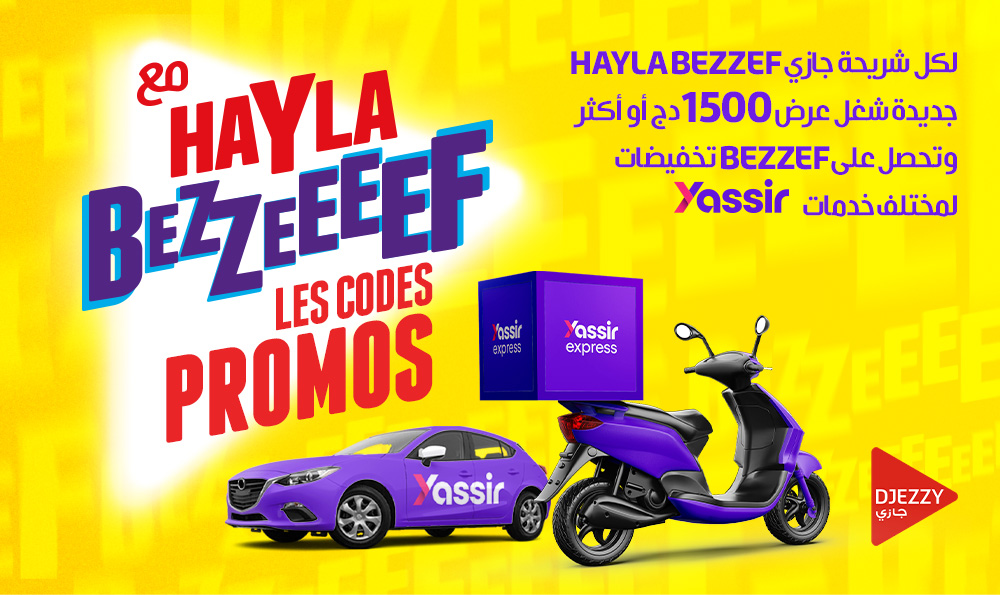 مع
HAYLA
BEZZEEEEF
LES CODES
PROMOS
لكل شريحة جازي HAYLA BEZZEF
جديدة شغل عرض 1500 دج أو أكثر
وتحصل على BEZZEF تخفيضات
لمختلف خدمات Yassir
Yassir
express
Yassir
express
Yassir
DJEZZY
جازي